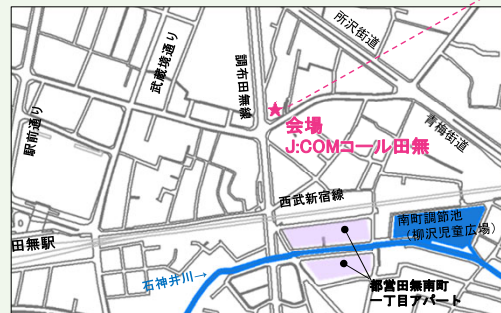 所沢街道
武蔵境通り
調布田無線
駅前通り
会場
J:COMコール田無
青梅街道
西武新宿線
南町調節池
（柳沢児童広場）
田無駅
石神井川→
都営田無南町
一丁目アパート